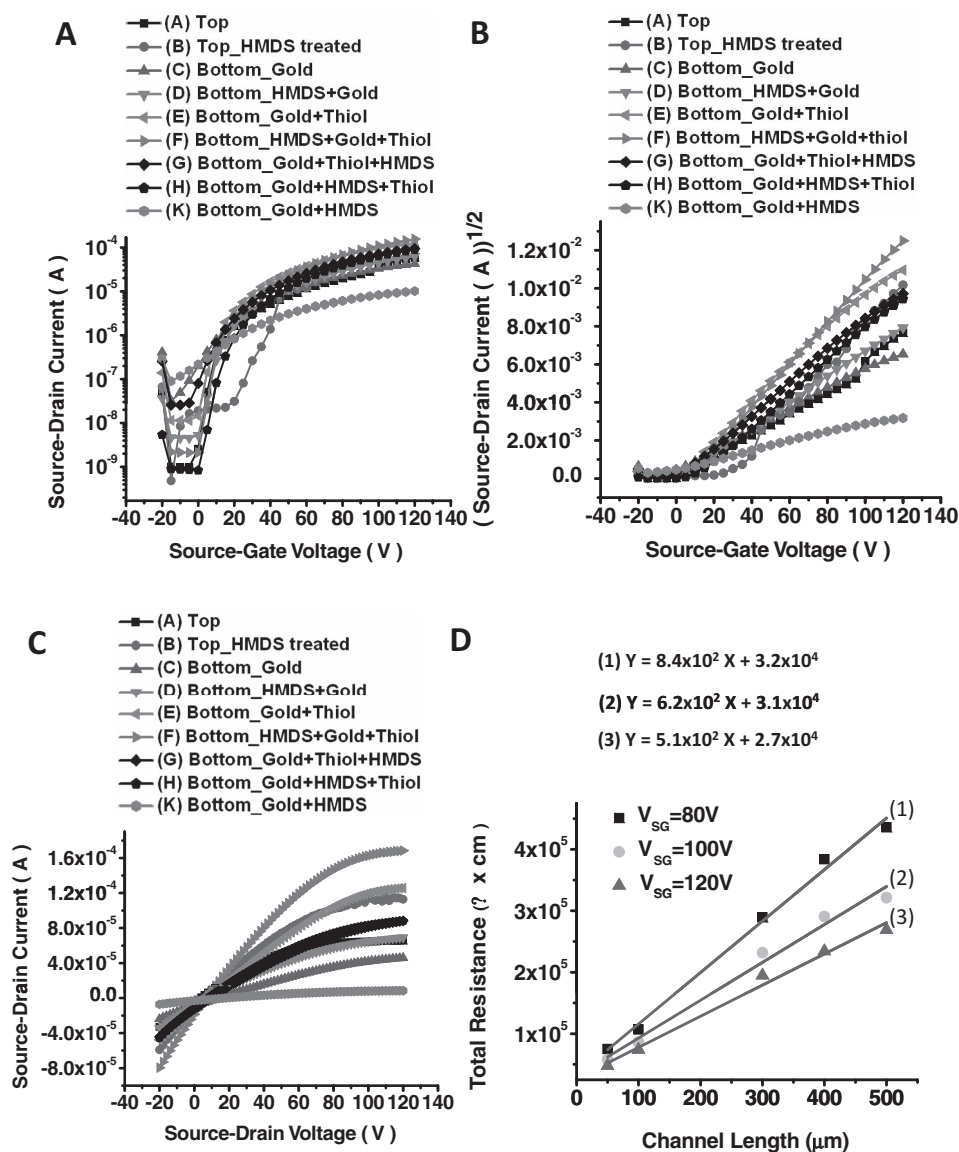 A
(A) Top
(B) Top_HMDS treated
(C) Bottom_Gold
(D) Bottom_HMDS+Gold
(E) Bottom_Gold+Thiol
(F) Bottom_HMDS+Gold+Thiol
(G) Bottom_Gold+Thiol+HMDS
(H) Bottom_Gold+HMDS+Thiol
(K) Bottom_Gold+HMDS
Source-Drain Current ( A )
10⁻⁴
10⁻⁵
10⁻⁶
10⁻⁷
10⁻⁸
10⁻⁹
-40 -20 0 20 40 60 80 100 120 140
Source-Gate Voltage ( V )
B
(A) Top
(B) Top_HMDS treated
(C) Bottom_Gold
(D) Bottom_HMDS+Gold
(E) Bottom_Gold+Thiol
(F) Bottom_HMDS+Gold+thiol
(G) Bottom_Gold+Thiol+HMDS
(H) Bottom_Gold+HMDS+Thiol
(K) Bottom_Gold+HMDS
(Source-Drain Current ( A ))¹/²
1.2x10⁻²
1.0x10⁻²
8.0x10⁻³
6.0x10⁻³
4.0x10⁻³
2.0x10⁻³
0.0
-40 -20 0 20 40 60 80 100 120 140
Source-Gate Voltage ( V )
C
(A) Top
(B) Top_HMDS treated
(C) Bottom_Gold
(D) Bottom_HMDS+Gold
(E) Bottom_Gold+Thiol
(F) Bottom_HMDS+Gold+Thiol
(G) Bottom_Gold+Thiol+HMDS
(H) Bottom_Gold+HMDS+Thiol
(K) Bottom_Gold+HMDS
Source-Drain Current ( A )
1.6x10⁻⁴
1.2x10⁻⁴
8.0x10⁻⁵
4.0x10⁻⁵
0.0
-4.0x10⁻⁵
-8.0x10⁻⁵
-40 -20 0 20 40 60 80 100 120 140
Source-Drain Voltage ( V )
D
(1) Y = 8.4x10² X + 3.2x10⁴
(2) Y = 6.2x10² X + 3.1x10⁴
(3) Y = 5.1x10² X + 2.7x10⁴
Total Resistance (? x cm)
4x10⁵
3x10⁵
2x10⁵
1x10⁵
V_SG=80V
V_SG=100V
V_SG=120V
(1)
(2)
(3)
0 100 200 300 400 500
Channel Length (μm)